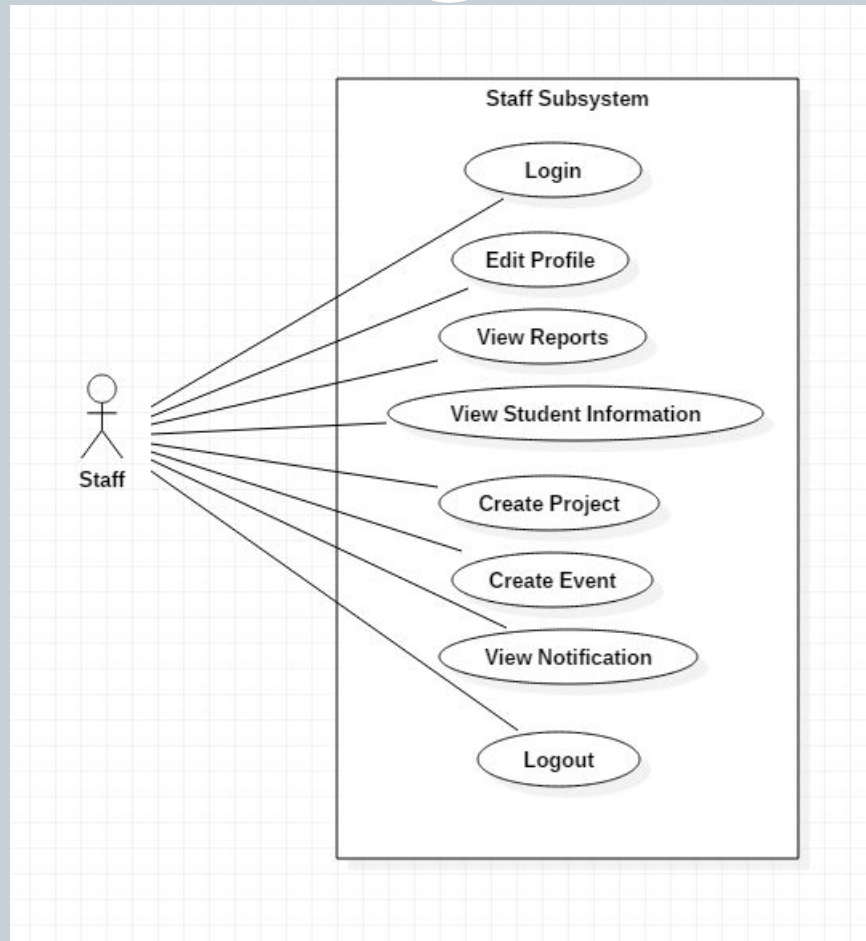 Staff Subsystem
Login
Edit Profile
View Reports
View Student Information
Staff
Create Project
Create Event
View Notification
Logout